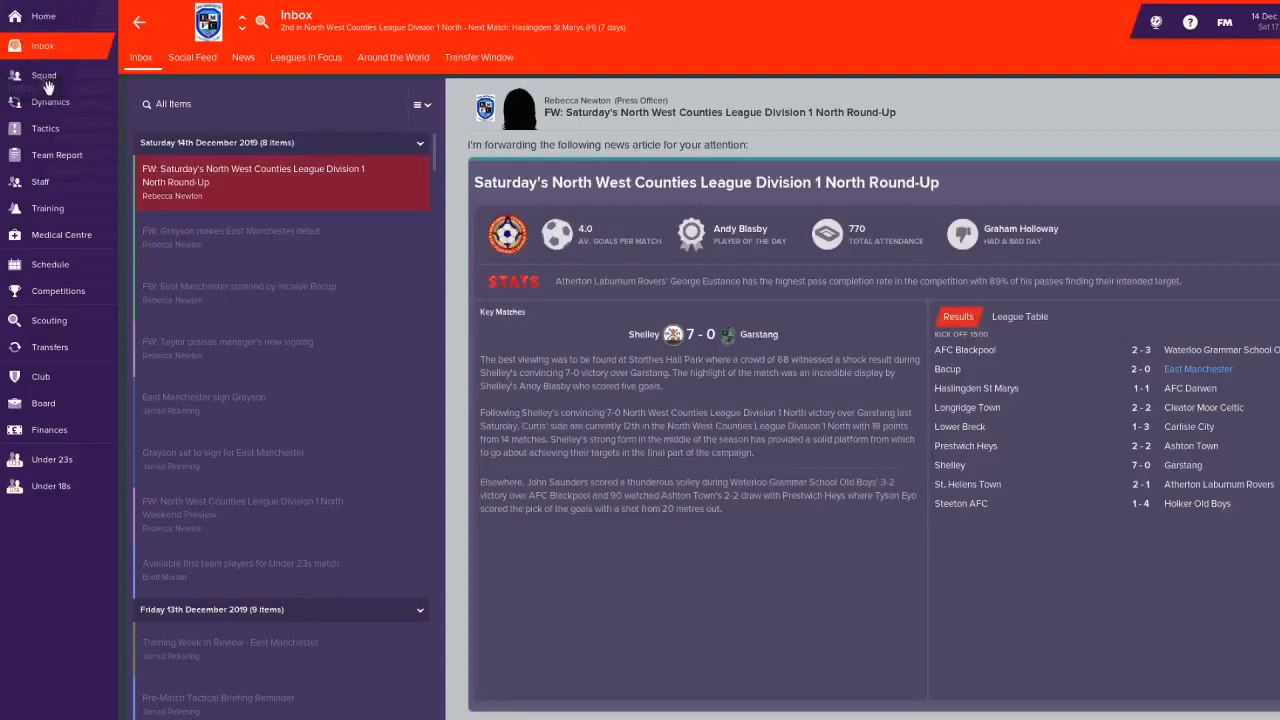 Home
Inbox
Squad
Dynamics
Tactics
Team Report
Staff
Training
Medical Centre
Schedule
Competitions
Scouting
Transfers
Club
Board
Finances
Under 23s
Under 18s
Inbox
2nd in North West Counties League Division 1 North - Next Match: Haslingden St Marys (H) (7 days)
FM
14 Dec
Sat 17
Inbox Social Feed News Leagues in Focus Around the World Transfer Window
All Items
Saturday 14th December 2019 (8 items)
FW: Saturday's North West Counties League Division 1
North Round-Up
Rebecca Newton
FW: Grayson makes East Manchester debut
Rebecca Newton
FW: East Manchester stunned by incisive Bacup
Rebecca Newton
FW: Taylor praises manager's new signing
Rebecca Newton
East Manchester sign Grayson
Jarrad Pickering
Grayson set to sign for East Manchester
Jarrad Pickering
FW: North West Counties League Division 1 North
Weekend Preview
Rebecca Newton
Available first team players for Under 23s match
Brett Morton
Friday 13th December 2019 (9 items)
Training Week in Review - East Manchester
Jarrad Pickering
Pre-Match Tactical Briefing Reminder
Jarrad Pickering
Rebecca Newton (Press Officer)
FW: Saturday's North West Counties League Division 1 North Round-Up
I'm forwarding the following news article for your attention:
Saturday's North West Counties League Division 1 North Round-Up
4.0
AV. GOALS PER MATCH
Andy Blasby
PLAYER OF THE DAY
770
TOTAL ATTENDANCE
Graham Holloway
HAD A BAD DAY
STATS
Atherton Laburnum Rovers' George Eustance has the highest pass completion rate in the competition with 89% of his passes finding their intended target.
Key Matches
Shelley 7 - 0 Garstang
The best viewing was to be found at Storthes Hall Park where a crowd of 68 witnessed a shock result during
Shelley's convincing 7-0 victory over Garstang. The highlight of the match was an incredible display by
Shelley's Andy Blasby who scored five goals.
Following Shelley's convincing 7-0 North West Counties League Division 1 North victory over Garstang last
Saturday, Curtis' side are currently 12th in the North West Counties League Division 1 North with 18 points
from 14 matches. Shelley's strong form in the middle of the season has provided a solid platform from which
to go about achieving their targets in the final part of the campaign.
Elsewhere, John Saunders scored a thunderous volley during Waterloo Grammar School Old Boys' 3-2
victory over AFC Blackpool and 90 watched Ashton Town's 2-2 draw with Prestwich Heys where Tyson Eyo
scored the pick of the goals with a shot from 20 metres out.
Results League Table
KICK OFF 15:00
AFC Blackpool 2 - 3 Waterloo Grammar School O
Bacup 2 - 0 East Manchester
Haslingden St Marys 1 - 1 AFC Darwen
Longridge Town 2 - 2 Cleator Moor Celtic
Lower Breck 1 - 3 Carlisle City
Prestwich Heys 2 - 2 Ashton Town
Shelley 7 - 0 Garstang
St. Helens Town 2 - 1 Atherton Laburnum Rovers
Steeton AFC 1 - 4 Holker Old Boys